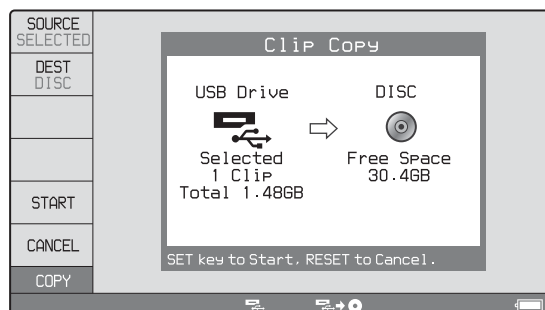 SOURCE
SELECTED
DEST
DISC
START
CANCEL
COPY
Clip Copy
USB Drive
DISC
Selected
1 Clip
Total 1.48GB
Free Space
30.4GB
SET key to Start, RESET to Cancel.